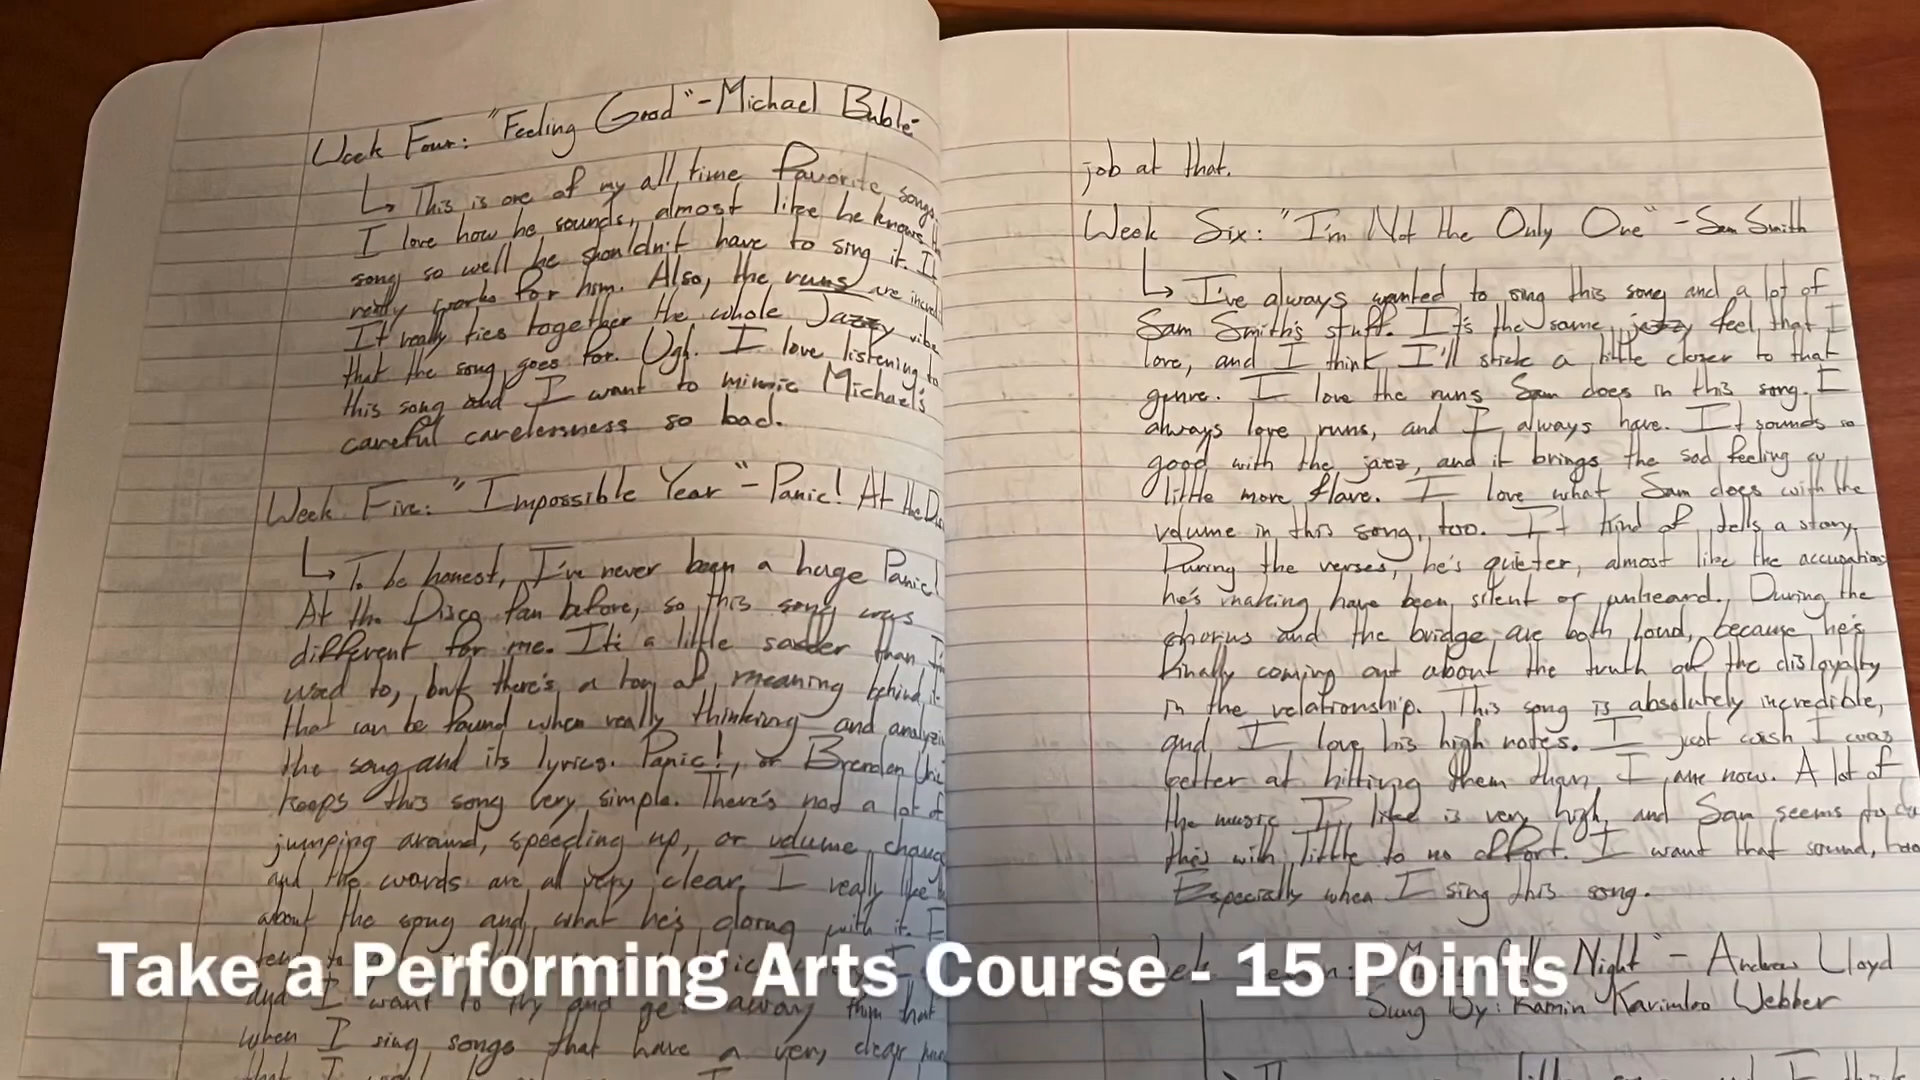 Week Four: "Feeling Good" - Michael Bublé
↳ This is one of my all time favorite songs.
I love how he sounds, almost like he knows
song so well he shouldn't have to sing it. It
really works for him. Also, the runs are
It really ties together the whole Jazzy vibe
that the song goes for. Ugh. I love listening to
this song and I want to mimic Michael's
careful carelessness so bad.
Week Five: "Impossible Year" - Panic! At the
↳ To be honest, I've never been a huge Panic!
At the Disco fan before, so this song was
different for me. It's a little sadder than I'm
used to, but there's a ton of meaning behind it
that can be found when really thinking and
the song and its lyrics. Panic!, or Brendon
keeps this song very simple. There's not a lot of
jumping around, speeding up, or volume
and the words are all very clear. I really like
about the song and what he's doing with it. I
and I want to try and get away from that
when I sing songs that have a very clear
job at that.
Week Six: "I'm Not the Only One" - Sam Smith
↳ I've always wanted to sing this song and a lot of
Sam Smith's stuff. It's the same jazzy feel that I
love, and I think I'll stick a little closer to that
genre. I love the runs Sam does in this song. I
always love runs, and I always have. It sounds so
good with the jazz, and it brings the sad feeling a
little more flare. I love what Sam does with the
volume in this song, too. It kind of tells a story.
During the verses, he's quieter, almost like the accusations
he's making have been silent or unheard. During the
chorus and the bridge are both loud, because he's
finally coming out about the truth of the disloyalty
in the relationship. This song is absolutely incredible,
and I love his high notes. I just wish I was
better at hitting them than I am now. A lot of
the music I like is very high, and Sam seems to do
this with little to no effort. I want that sound, too
Especially when I sing this song.
Night" - Andrew Lloyd
Sung By: Ramin Karimloo Webber
Take a Performing Arts Course - 15 Points